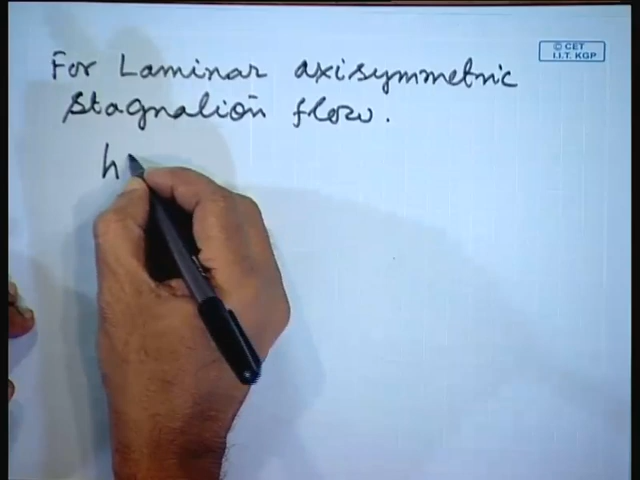 © CET
I.I.T. KGP
For Laminar axisymmetric
stagnation flow.
h